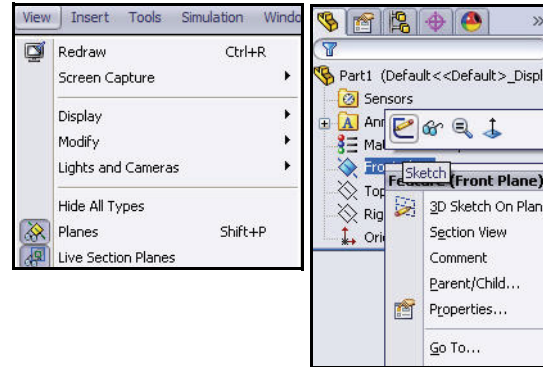 View Insert Tools Simulation
Redraw Ctrl+R
Screen Capture
Display
Modify
Lights and Cameras
Hide All Types
Planes Shift+P
Live Section Planes
»
Part1 (Default<<Default>_Displ
Sensors
A
Sketch
(Front Plane)
3D Sketch On Plan
Section View
Comment
Parent/Child...
Properties...
Go To...